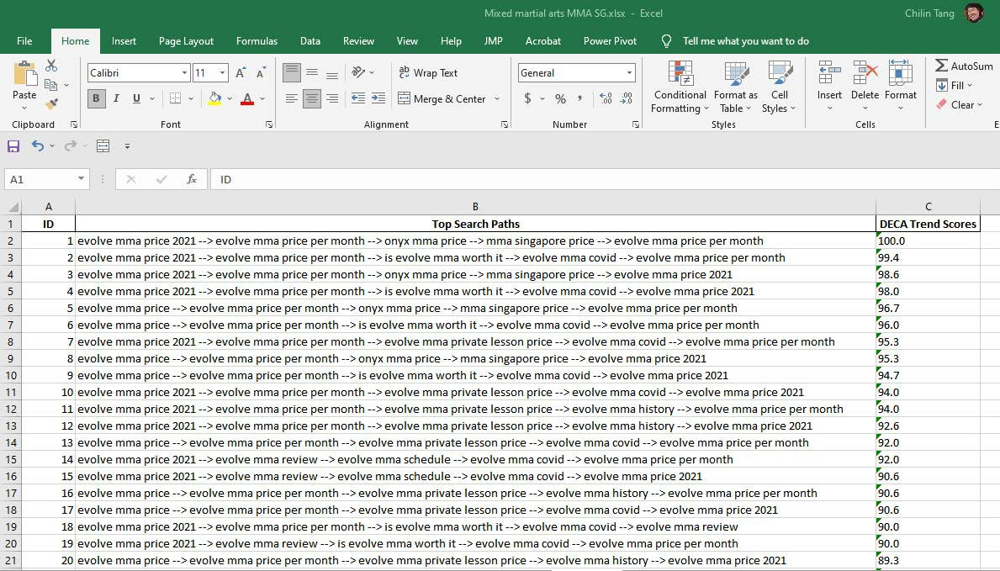 Mixed martial arts MMA SG.xlsx - Excel
Chilin Tang
File Home Insert Page Layout Formulas Data Review View Help JMP Acrobat Power Pivot Tell me what you want to do
Calibri 11 A A Wrap Text General AutoSum
Paste Conditional Format as Cell Insert Delete Format Fill
B I U A Merge & Center $ % Formatting Table Styles Clear
Clipboard Font Alignment Number Styles Cells E
A1 fx ID
A B C
1 ID Top Search Paths DECA Trend Scores
2 1 evolve mma price 2021 --> evolve mma price per month --> onyx mma price --> mma singapore price --> evolve mma price per month 100.0
3 2 evolve mma price 2021 --> evolve mma price per month --> is evolve mma worth it --> evolve mma covid --> evolve mma price per month 99.4
4 3 evolve mma price 2021 --> evolve mma price per month --> onyx mma price --> mma singapore price --> evolve mma price 2021 98.6
5 4 evolve mma price 2021 --> evolve mma price per month --> is evolve mma worth it --> evolve mma covid --> evolve mma price 2021 98.0
6 5 evolve mma price --> evolve mma price per month --> onyx mma price --> mma singapore price --> evolve mma price per month 96.7
7 6 evolve mma price --> evolve mma price per month --> is evolve mma worth it --> evolve mma covid --> evolve mma price per month 96.0
8 7 evolve mma price 2021 --> evolve mma price per month --> evolve mma private lesson price --> evolve mma covid --> evolve mma price per month 95.3
9 8 evolve mma price --> evolve mma price per month --> onyx mma price --> mma singapore price --> evolve mma price 2021 95.3
10 9 evolve mma price --> evolve mma price per month --> is evolve mma worth it --> evolve mma covid --> evolve mma price 2021 94.7
11 10 evolve mma price 2021 --> evolve mma price per month --> evolve mma private lesson price --> evolve mma covid --> evolve mma price 2021 94.0
12 11 evolve mma price 2021 --> evolve mma price per month --> evolve mma private lesson price --> evolve mma history --> evolve mma price per month 94.0
13 12 evolve mma price 2021 --> evolve mma price per month --> evolve mma private lesson price --> evolve mma history --> evolve mma price 2021 92.6
14 13 evolve mma price --> evolve mma price per month --> evolve mma private lesson price --> evolve mma covid --> evolve mma price per month 92.0
15 14 evolve mma price 2021 --> evolve mma review --> evolve mma schedule --> evolve mma covid --> evolve mma price per month 92.0
16 15 evolve mma price 2021 --> evolve mma review --> evolve mma schedule --> evolve mma covid --> evolve mma price 2021 90.6
17 16 evolve mma price --> evolve mma price per month --> evolve mma private lesson price --> evolve mma history --> evolve mma price per month 90.6
18 17 evolve mma price --> evolve mma price per month --> evolve mma private lesson price --> evolve mma covid --> evolve mma price 2021 90.6
19 18 evolve mma price 2021 --> evolve mma price per month --> is evolve mma worth it --> evolve mma covid --> evolve mma review 90.0
20 19 evolve mma price 2021 --> evolve mma review --> is evolve mma worth it --> evolve mma covid --> evolve mma price per month 90.0
21 20 evolve mma price --> evolve mma price per month --> evolve mma private lesson price --> evolve mma history --> evolve mma price 2021 89.3